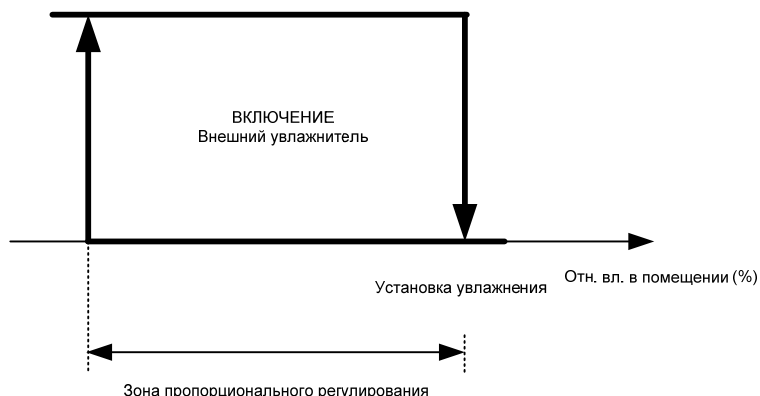 ВКЛЮЧЕНИЕ
Внешний увлажнитель
Установка увлажнения
Отн. вл. в помещении (%)
Зона пропорционального регулирования